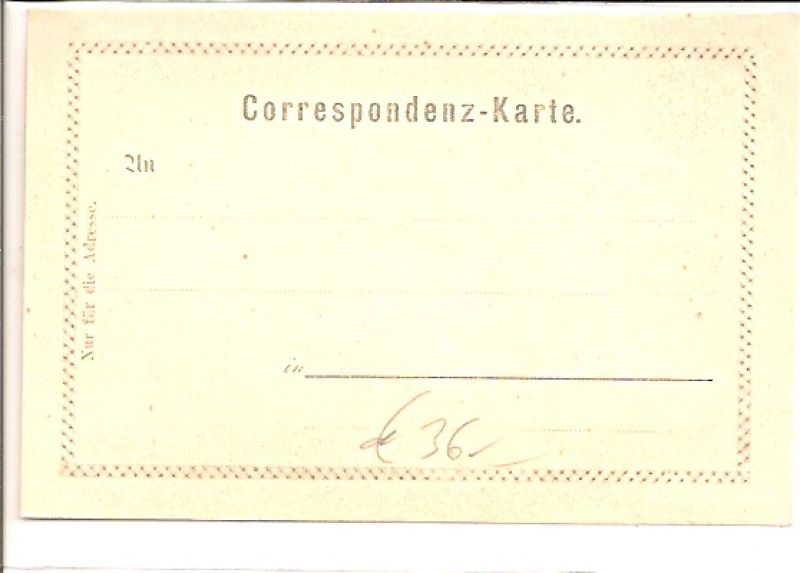 Correspondenz-Karte.
An
Nur für die Adresse.
in
€ 36.-